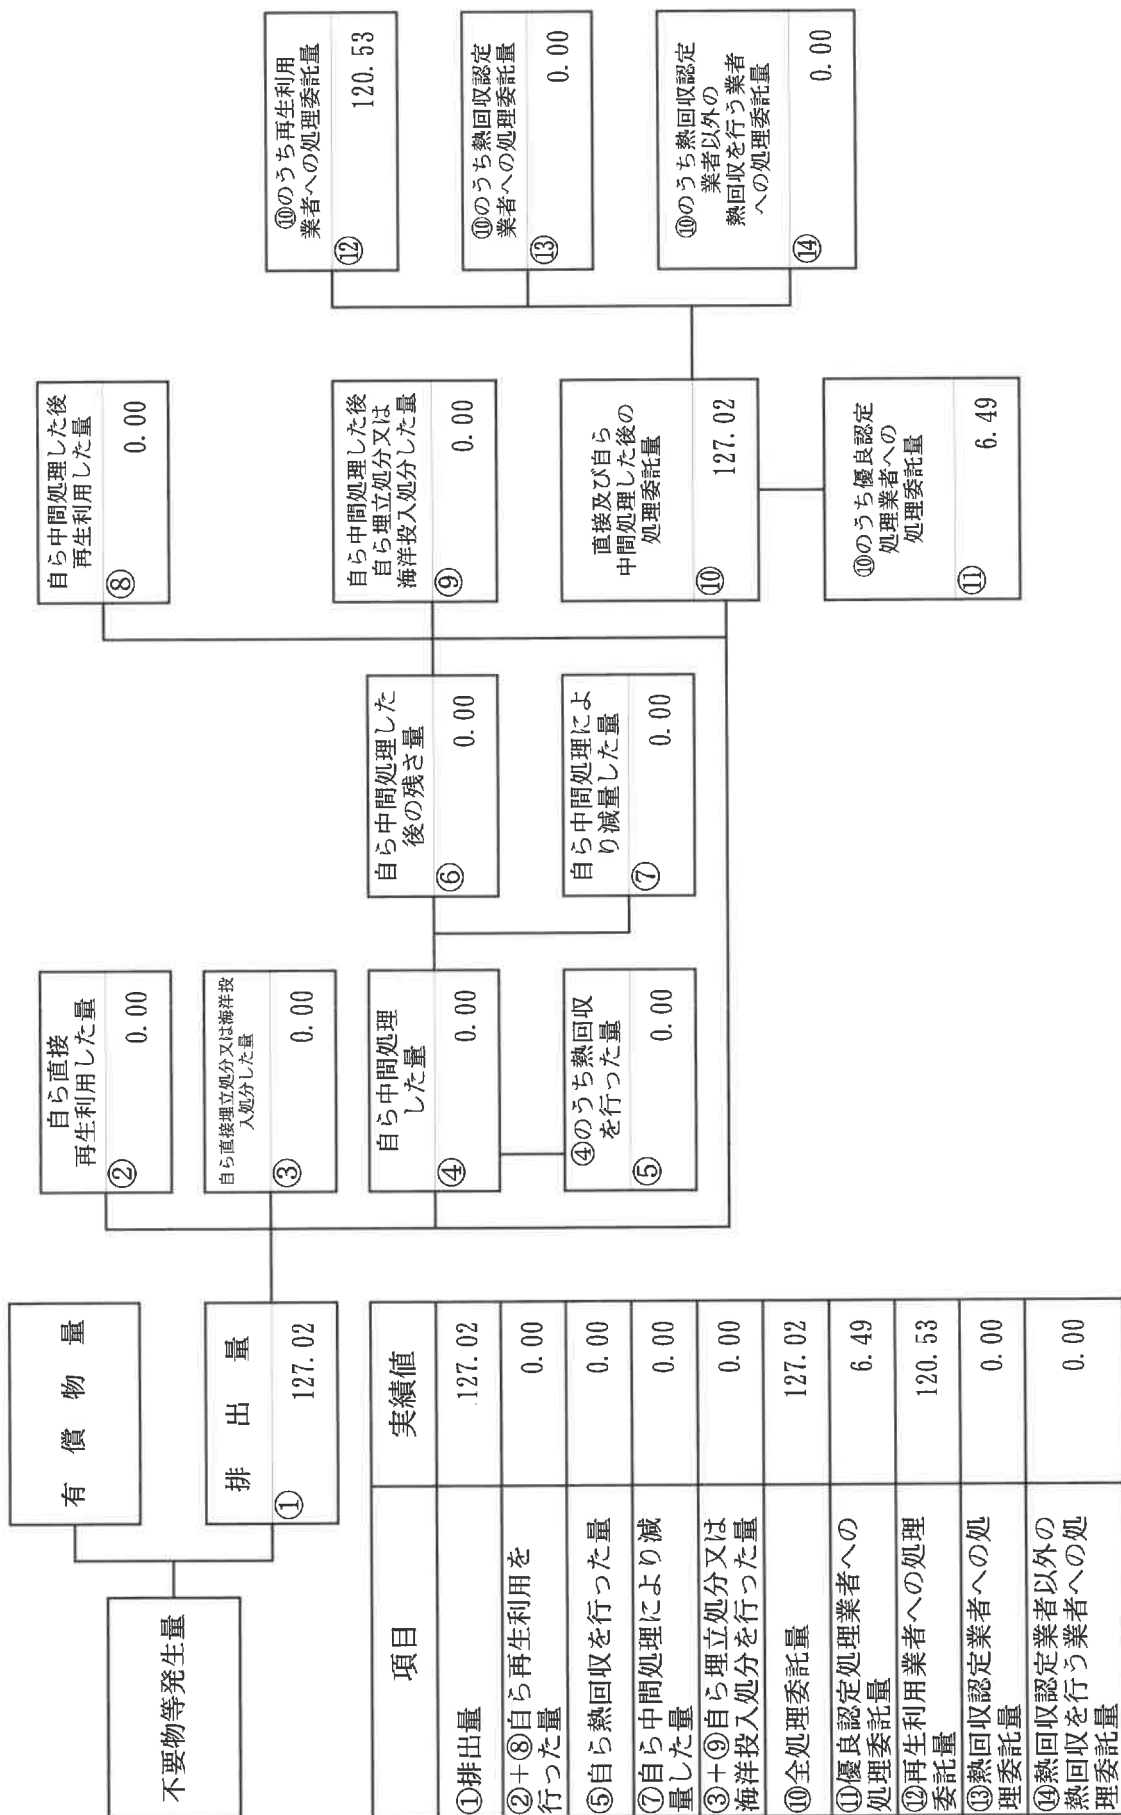 不要物等発生量
有償物量
排出量
①
127.02
自ら直接
再生利用した量
②
0.00
自ら直接埋立処分又は海洋投
入処分した量
③
0.00
自ら中間処理
した量
④
0.00
④のうち熱回収
を行った量
⑤
0.00
自ら中間処理した
後の残さ量
⑥
0.00
自ら中間処理によ
り減量した量
⑦
0.00
自ら中間処理した後
再生利用した量
⑧
0.00
自ら中間処理した後
自ら埋立処分又は
海洋投入処分した量
⑨
0.00
直接及び自ら
中間処理した後の
処理委託量
⑩
127.02
⑩のうち優良認定
処理業者への
処理委託量
⑪
6.49
⑩のうち再生利用
業者への処理委託量
⑫
120.53
⑩のうち熱回収認定
業者への処理委託量
⑬
0.00
⑩のうち熱回収認定
業者以外の
熱回収を行う業者
への処理委託量
⑭
0.00
項目 実績値
①排出量 127.02
②+⑧自ら再生利用を
行った量 0.00
⑤自ら熱回収を行った量 0.00
⑦自ら中間処理により減
量した量 0.00
③+⑨自ら埋立処分又は
海洋投入処分を行った量 0.00
⑩全処理委託量 127.02
⑪優良認定処理業者への
処理委託量 6.49
⑫再生利用業者への処理
委託量 120.53
⑬熱回収認定業者への処
理委託量 0.00
⑭熱回収認定業者以外の
熱回収を行う業者への処
理委託量 0.00